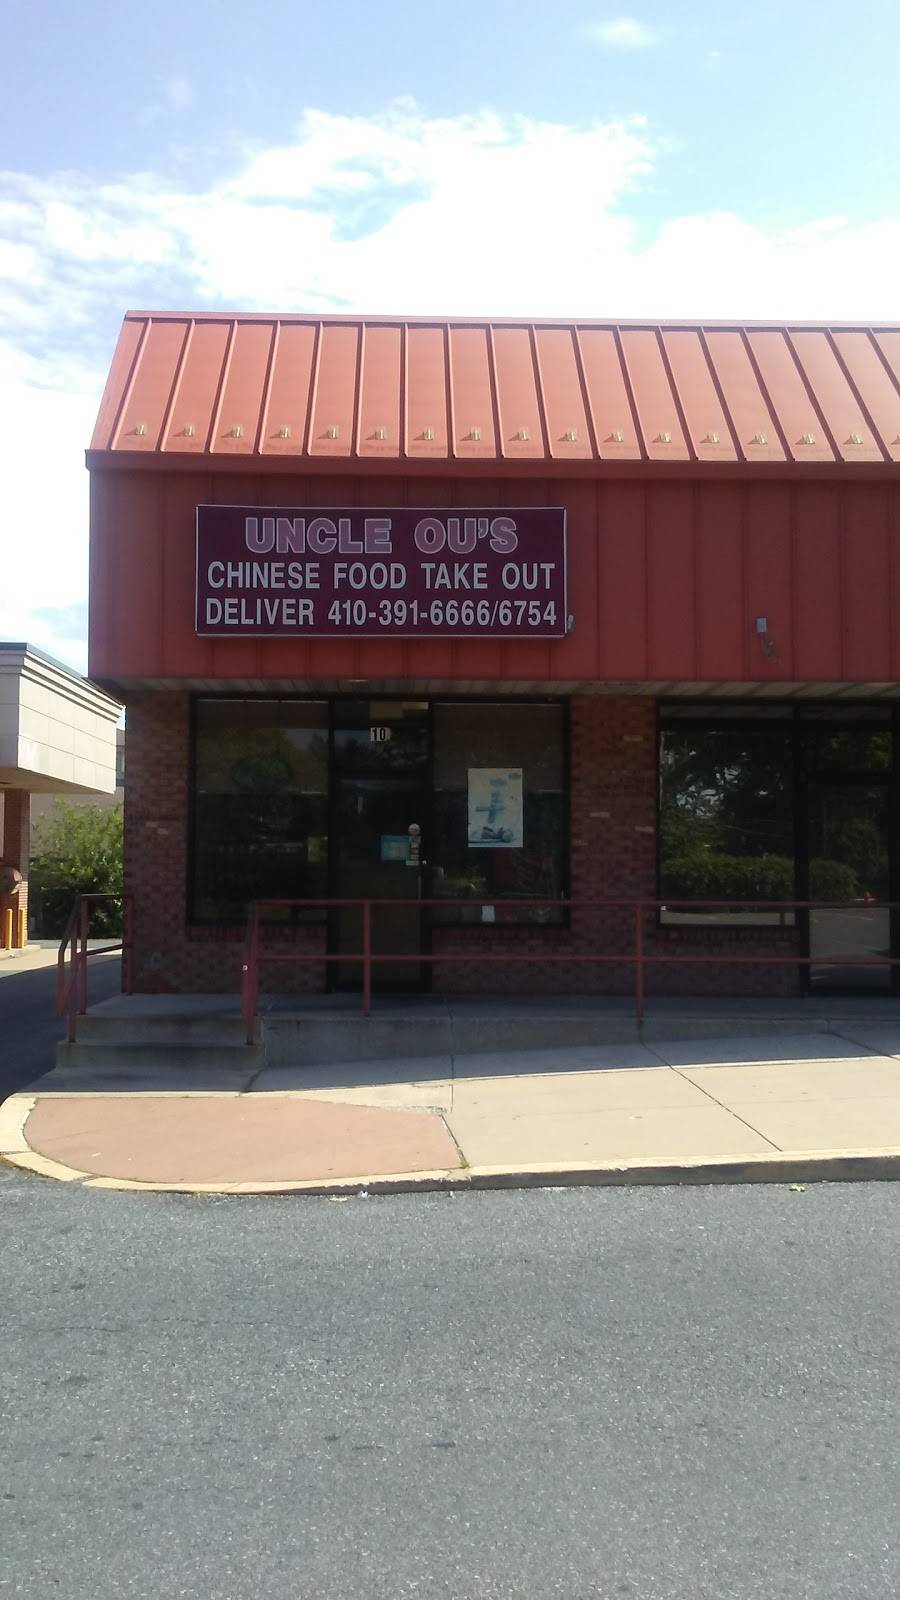 UNCLE OU'S
CHINESE FOOD TAKE OUT
DELIVER 410-391-6666/6754
10